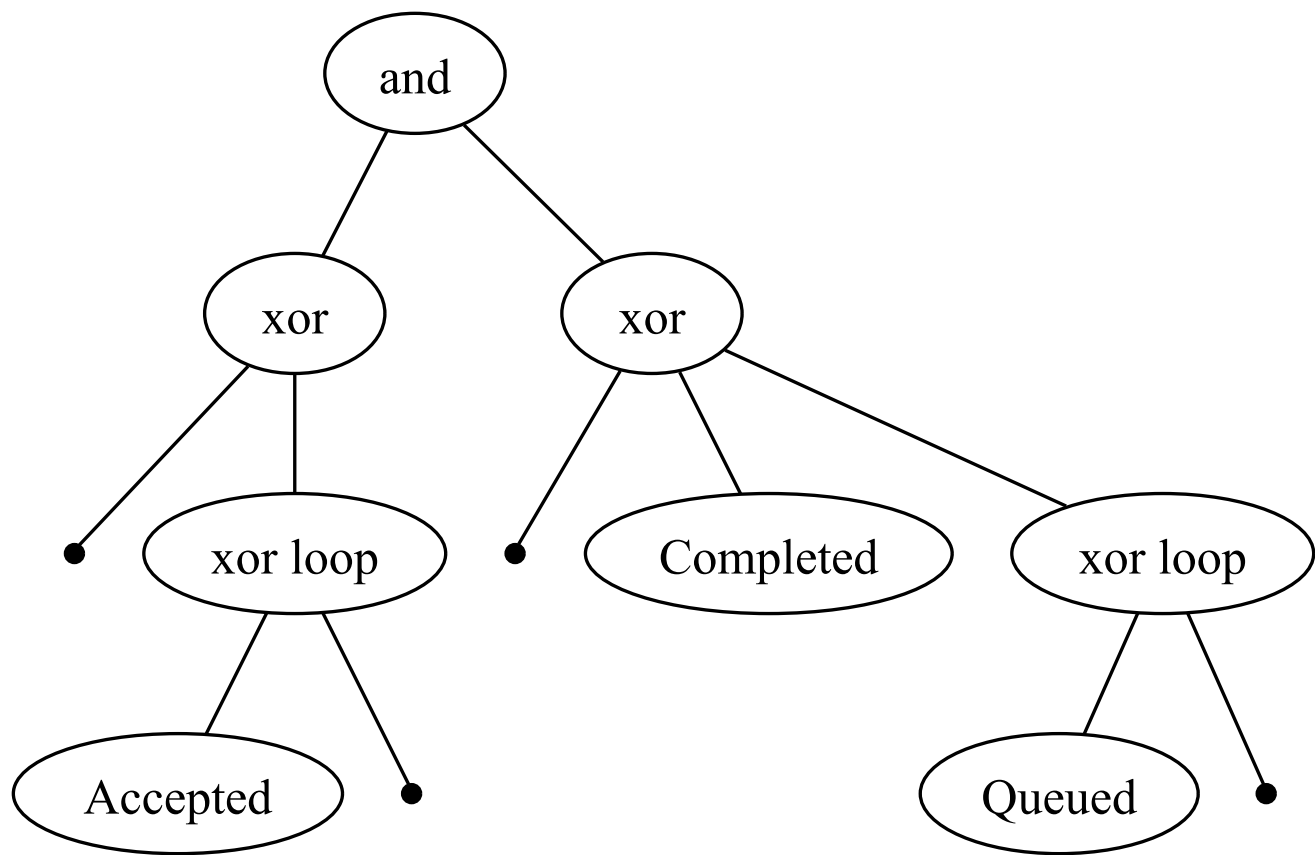 and
xor
xor
xor loop
Completed
xor loop
Accepted
Queued